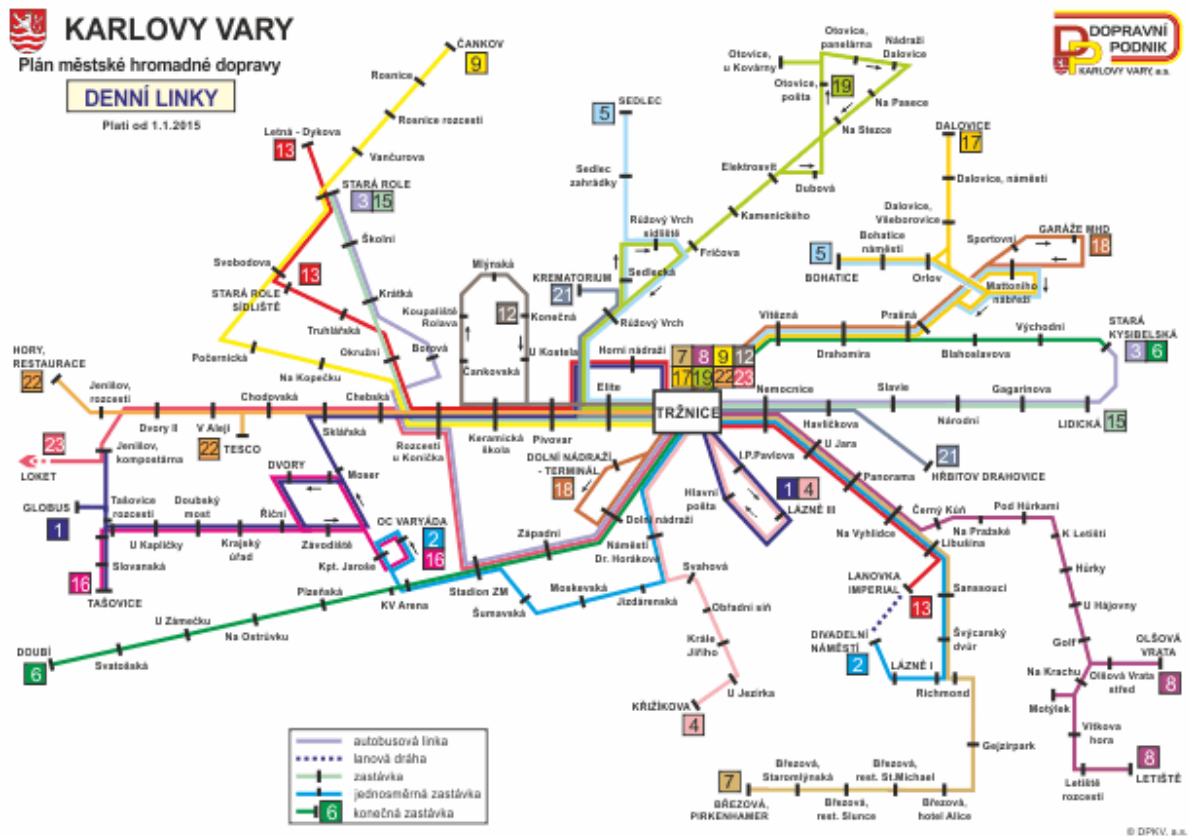 KARLOVY VARY
Plán městské hromadné dopravy
DENNÍ LINKY
Platí od 1.1.2015
DOPRAVNÍ
PODNIK
KARLOVY VARY, a.s.
ČANKOV
9
Rosnice
Rosnice rozcestí
Vančurova
Letná - Dykova
13
STARÁ ROLE
3 15
Školní
Svobodova
13
STARÁ ROLE
SÍDLIŠTĚ
Krátká
Truhlářská
Okružní
Borová
Počernická
Na Kopečku
Mlýnská
Koupaliště
Rolava
12
Konečná
Čankovská
U Kostela
KREMATORIUM
21
SEDLEC
5
Sedlec
zahrádky
Růžový Vrch
sídliště
Sedlecká
Růžový Vrch
Fričova
Kamenického
Elektrosvit
Dubová
Na Stezce
Na Pasece
Otovice,
u Kovárny
Otovice,
panelárna
Nádraží
Dalovice
Otovice,
pošta
19
DALOVICE
17
Dalovice, náměstí
Dalovice,
Všeborovice
Bohatice
náměstí
5
BOHATICE
Orlov
Sportovní
GARÁŽE MHD
18
Mattoniho
nábřeží
Prašná
Vítězná
Drahomíra
Blahoslavova
Východní
STARÁ
KYSIBELSKÁ
3 6
Horní nádraží
Elite
7 8 9 12
17 19 22 23
TRŽNICE
Nemocnice
Slavie
Gagarinova
Havlíčkova
Národní
LIDICKÁ
15
21
HŘBITOV DRAHOVICE
U Jara
Panorama
Na Vyhlídce
HORY,
RESTAURACE
22
Jenišov,
rozcestí
Dvory II
V Aleji
Chodovská
22
TESCO
Chebská
Sklářská
Rozcestí
u Koníčka
Keramická
škola
Pivovar
23
LOKET
Jenišov,
kompostárna
GLOBUS
1
Tašovice
rozcestí
Doubský
most
Říční
DVORY
Moser
U Kapličky
Krajský
úřad
Závodiště
Slovanská
16
TAŠOVICE
OC VARYÁDA
2
16
Kpt. Jaroše
KV Arena
Stadion ZM
Západní
DOLNÍ NÁDRAŽÍ
- TERMINÁL
18
Dolní nádraží
Náměstí
Dr. Horákové
I.P.Pavlova
Hlavní
pošta
1 4
LÁZNĚ III
Plzeňská
U Zámečku
Na Ostrůvku
Svatošská
DOUBÍ
6
Šumavská
Moskevská
Jízdárenská
Svahová
Obřadní síň
Krále
Jiřího
U Jezírka
KŘIŽÍKOVA
4
Černý Kůň
Na Pražské
Pod Hůrkami
Libušina
K Letišti
Hůrky
U Hájovny
Golf
LANOVKA
IMPERIAL
13
Sanssouci
Švýcarský
dvůr
DIVADELNÍ
NÁMĚSTÍ
2
LÁZNĚ I
Richmond
Gejzírpark
Na Krachu
Motýlek
Olšová Vrata
střed
OLŠOVÁ
VRATA
8
Vítkova
hora
Letiště
rozcestí
8
LETIŠTĚ
7
BŘEZOVÁ,
PIRKENHAMER
Březová,
Staromlýnská
Březová,
rest. Slunce
Březová,
rest. St.Michael
Březová,
hotel Alice
autobusová linka
lanová dráha
zastávka
jednosměrná zastávka
6
konečná zastávka
© DPKV, a.s.